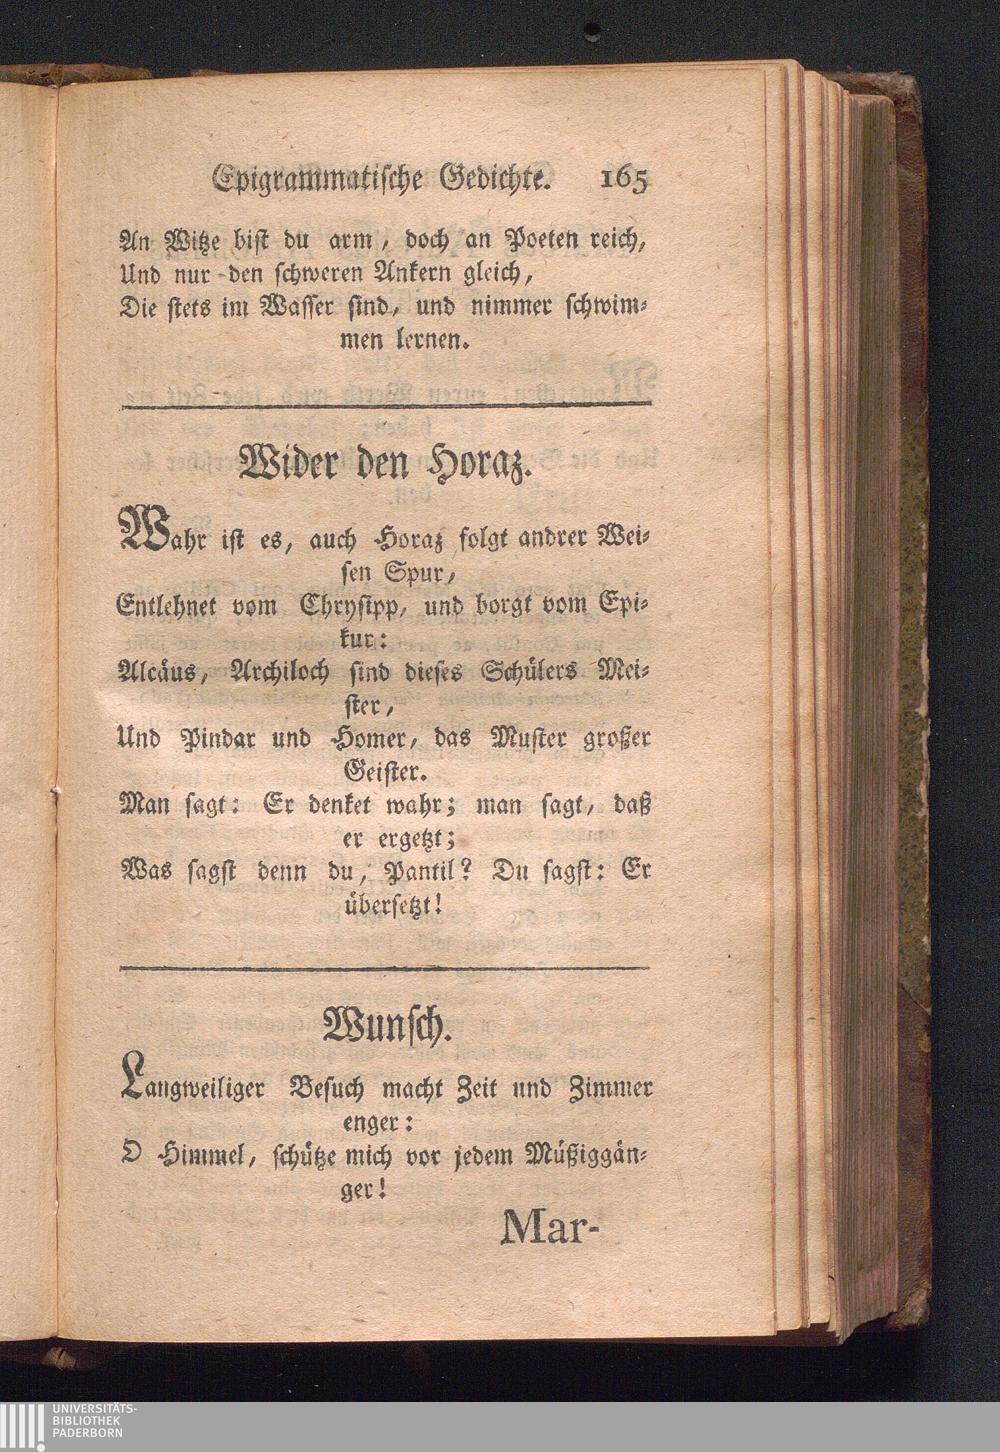 Epigrammatische Gedichte. 165
An Witze bist du arm, doch an Poeten reich,
Und nur den schweren Ankern gleich,
Die stets im Wasser sind, und nimmer schwim-
men lernen.
Wider den Horaz.
Wahr ist es, auch Horaz folgt andrer Wei-
sen Spur,
Entlehnet vom Chrysipp, und borgt vom Epi-
kur:
Alcäus, Archiloch sind dieses Schülers Mei-
ster,
Und Pindar und Homer, das Muster großer
Geister.
Man sagt: Er denket wahr; man sagt, daß
er ergetzt;
Was sagst denn du, Pantil? Du sagst: Er
übersetzt!
Wunsch.
Langweiliger Besuch macht Zeit und Zimmer
enger:
O Himmel, schütze mich vor jedem Müßiggän-
ger!
Mar-
UNIVERSITÄTS-
BIBLIOTHEK
PADERBORN